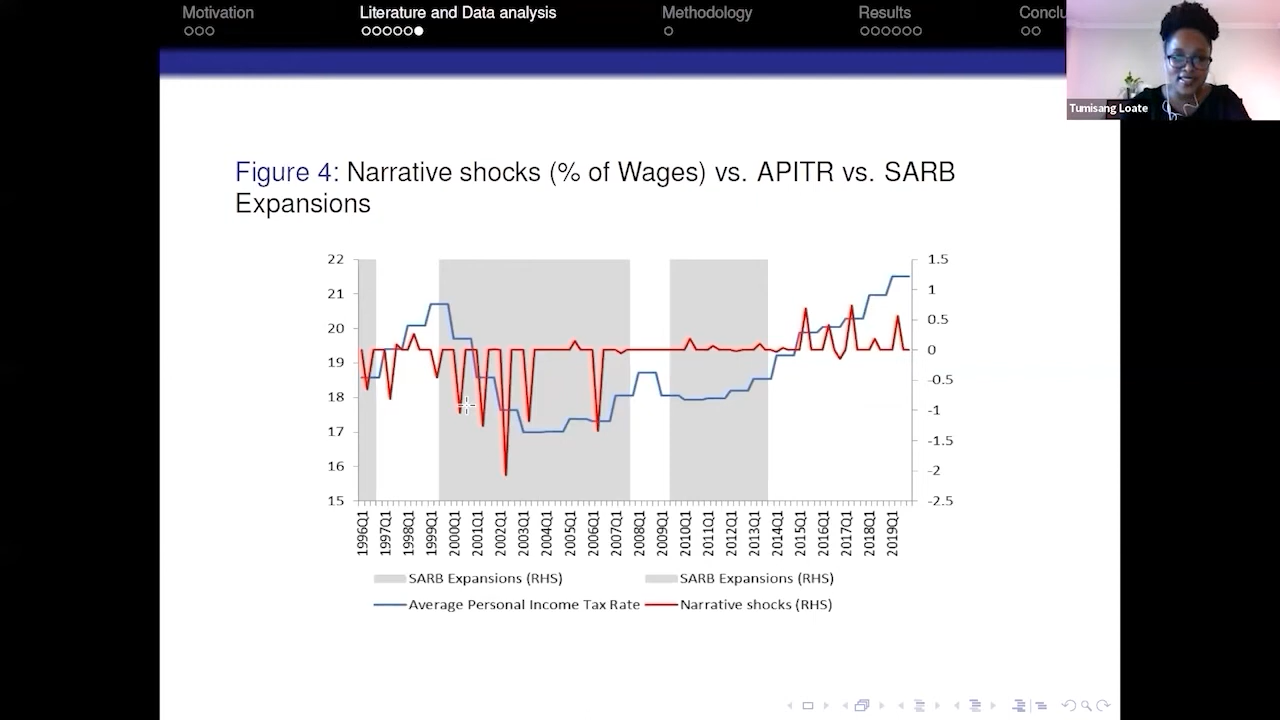 Motivation
Literature and Data analysis
Methodology
Results
Conclu
Tumisang Loate
Figure 4: Narrative shocks (% of Wages) vs. APITR vs. SARB
Expansions
22
21
20
19
18
17
16
15
1.5
1
0.5
0
-0.5
-1
-1.5
-2
-2.5
1996Q1
1997Q1
1998Q1
1999Q1
2000Q1
2001Q1
2002Q1
2003Q1
2004Q1
2005Q1
2006Q1
2007Q1
2008Q1
2009Q1
2010Q1
2011Q1
2012Q1
2013Q1
2014Q1
2015Q1
2016Q1
2017Q1
2018Q1
2019Q1
SARB Expansions (RHS)
SARB Expansions (RHS)
Average Personal Income Tax Rate
Narrative shocks (RHS)